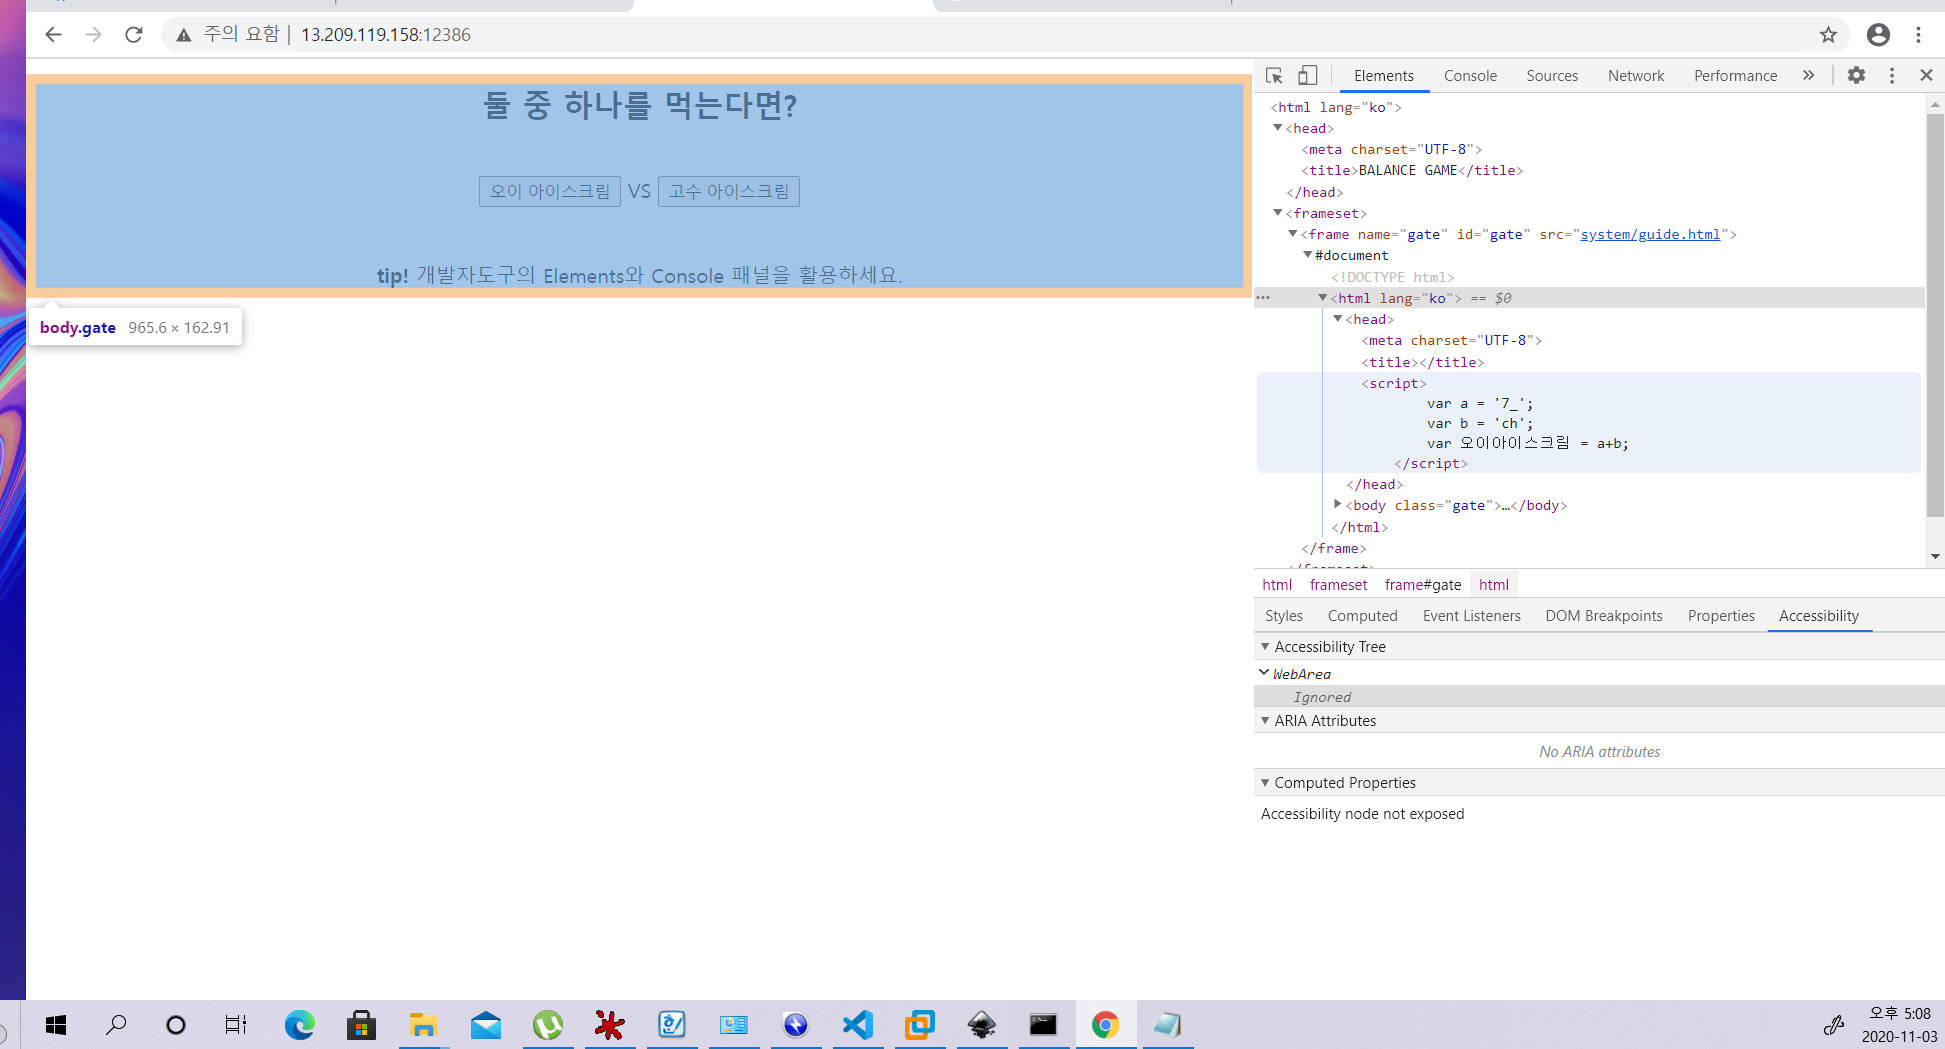 주의 요함 | 13.209.119.158:12386
둘 중 하나를 먹는다면?
오이 아이스크림 VS 고수 아이스크림
tip! 개발자도구의 Elements와 Console 패널을 활용하세요.
body.gate 965.6 × 162.91
Elements Console Sources Network Performance »
<html lang="ko">
<head>
<meta charset="UTF-8">
<title>BALANCE GAME</title>
</head>
<frameset>
<frame name="gate" id="gate" src="system/guide.html">
#document
<!DOCTYPE html>
<html lang="ko"> == $0
<head>
<meta charset="UTF-8">
<title></title>
<script>
var a = '7_';
var b = 'ch';
var 오이아이스크림 = a+b;
</script>
</head>
<body class="gate">…</body>
</html>
</frame>
</frameset>
html frameset frame#gate html
Styles Computed Event Listeners DOM Breakpoints Properties Accessibility
Accessibility Tree
WebArea
Ignored
ARIA Attributes
No ARIA attributes
Computed Properties
Accessibility node not exposed
오후 5:08
2020-11-03